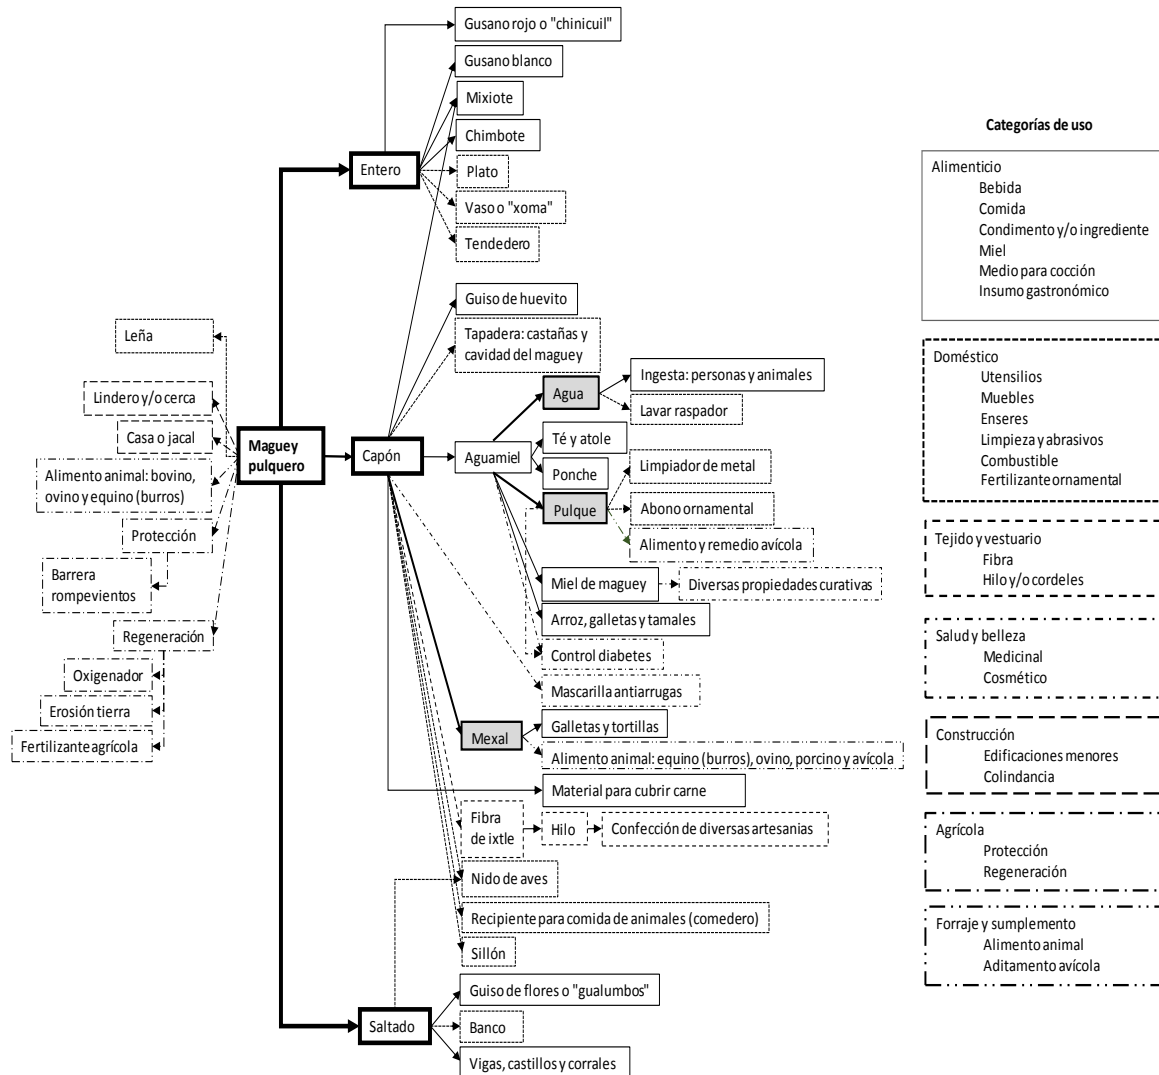 Gusano rojo o "chinicuil"
Gusano blanco
Mixiote
Chimbote
Entero
Plato
Vaso o "xoma"
Tendedero
Guiso de huevito
Tapadera: castañas y
cavidad del maguey
Leña
Lindero y/o cerca
Casa o jacal
Alimento animal: bovino,
ovino y equino (burros)
Protección
Barrera
rompevientos
Regeneración
Oxigenador
Erosión tierra
Fertilizante agrícola
Maguey
pulquero
Capón
Aguamiel
Agua
Ingesta: personas y animales
Lavar raspador
Té y atole
Ponche
Pulque
Limpiador de metal
Abono ornamental
Alimento y remedio avícola
Miel de maguey
Diversas propiedades curativas
Arroz, galletas y tamales
Control diabetes
Mascarilla antiarrugas
Mexal
Galletas y tortillas
Alimento animal: equino (burros), ovino, porcino y avícola
Material para cubrir carne
Fibra
de ixtle
Hilo
Confección de diversas artesanias
Nido de aves
Recipiente para comida de animales (comedero)
Sillón
Saltado
Guiso de flores o "gualumbos"
Banco
Vigas, castillos y corrales
Categorías de uso
Alimenticio
Bebida
Comida
Condimento y/o ingrediente
Miel
Medio para cocción
Insumo gastronómico
Doméstico
Utensilios
Muebles
Enseres
Limpieza y abrasivos
Combustible
Fertilizante ornamental
Tejido y vestuario
Fibra
Hilo y/o cordeles
Salud y belleza
Medicinal
Cosmético
Construcción
Edificaciones menores
Colindancia
Agrícola
Protección
Regeneración
Forraje y sumplemento
Alimento animal
Aditamento avícola